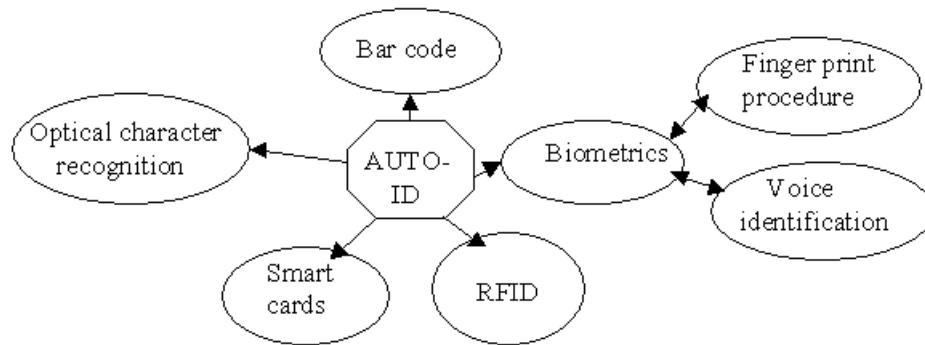 Bar code
Finger print
procedure
Optical character
recognition
AUTO-
ID
Biometrics
Voice
identification
Smart
cards
RFID